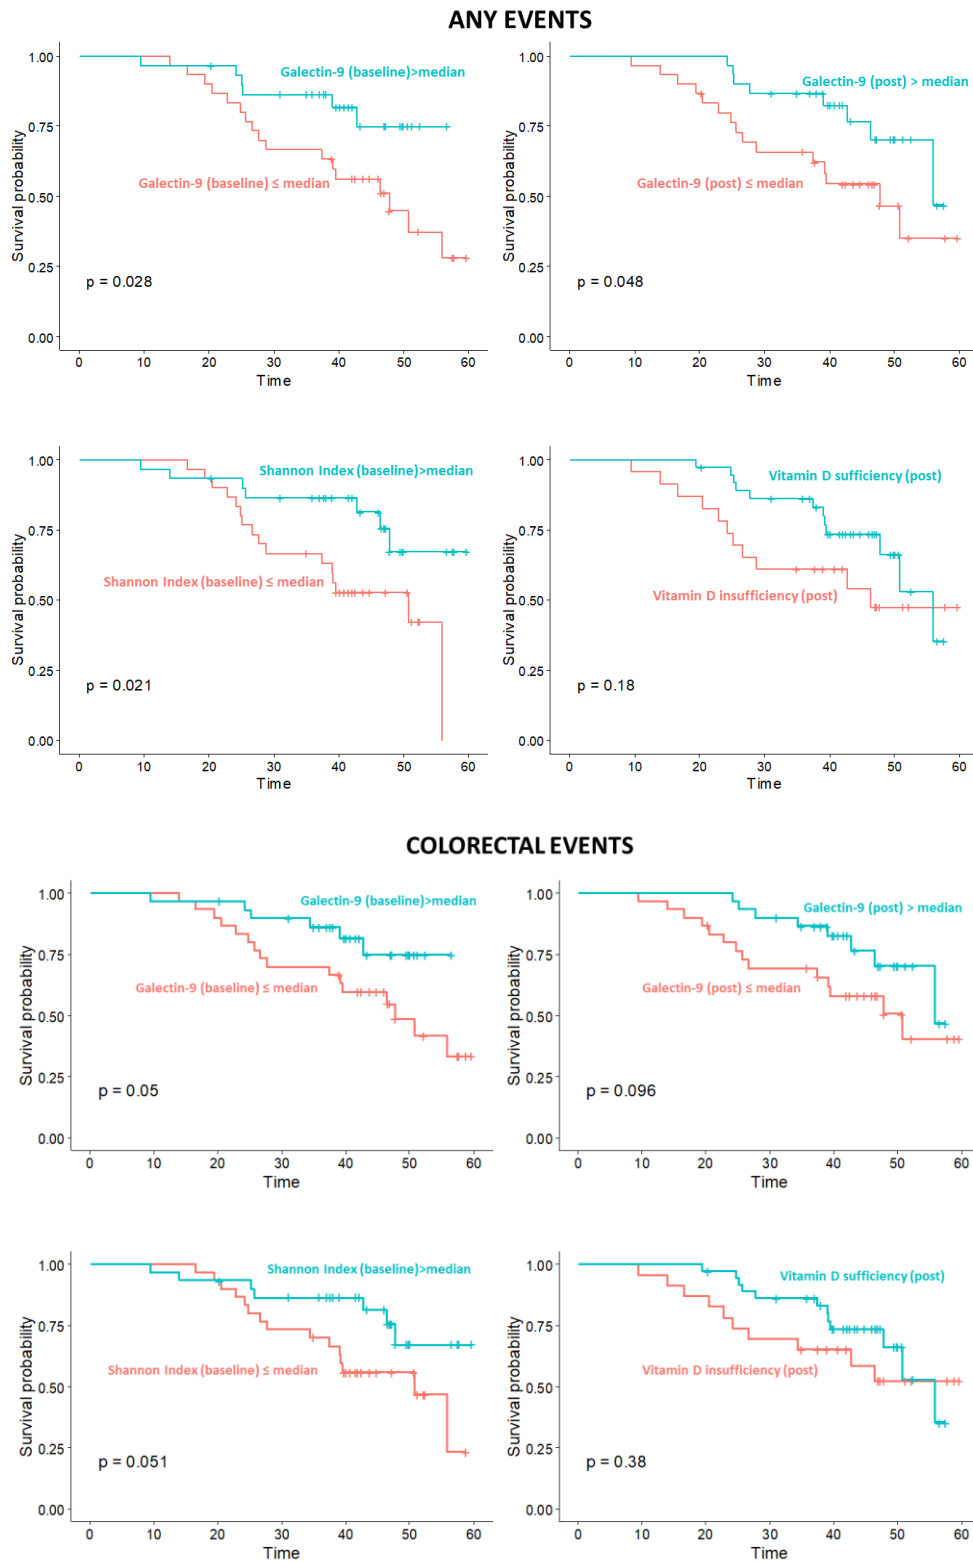 ANY EVENTS
1.00
0.75
0.50
0.25
0.00
Survival probability
Galectin-9 (baseline)>median
Galectin-9 (baseline) ≤ median
p = 0.028
0 10 20 30 40 50 60
Time
1.00
0.75
0.50
0.25
0.00
Survival probability
Galectin-9 (post) > median
Galectin-9 (post) ≤ median
p = 0.048
0 10 20 30 40 50 60
Time
1.00
0.75
0.50
0.25
0.00
Survival probability
Shannon Index (baseline)>median
Shannon Index (baseline) ≤ median
p = 0.021
0 10 20 30 40 50 60
Time
1.00
0.75
0.50
0.25
0.00
Survival probability
Vitamin D sufficiency (post)
Vitamin D insufficiency (post)
p = 0.18
0 10 20 30 40 50 60
Time
COLORECTAL EVENTS
1.00
0.75
0.50
0.25
0.00
Survival probability
Galectin-9 (baseline)>median
Galectin-9 (baseline) ≤ median
p = 0.05
0 10 20 30 40 50 60
Time
1.00
0.75
0.50
0.25
0.00
Survival probability
Galectin-9 (post) > median
Galectin-9 (post) ≤ median
p = 0.096
0 10 20 30 40 50 60
Time
1.00
0.75
0.50
0.25
0.00
Survival probability
Shannon Index (baseline)>median
Shannon Index (baseline) ≤ median
p = 0.051
0 10 20 30 40 50 60
Time
1.00
0.75
0.50
0.25
0.00
Survival probability
Vitamin D sufficiency (post)
Vitamin D insufficiency (post)
p = 0.38
0 10 20 30 40 50 60
Time